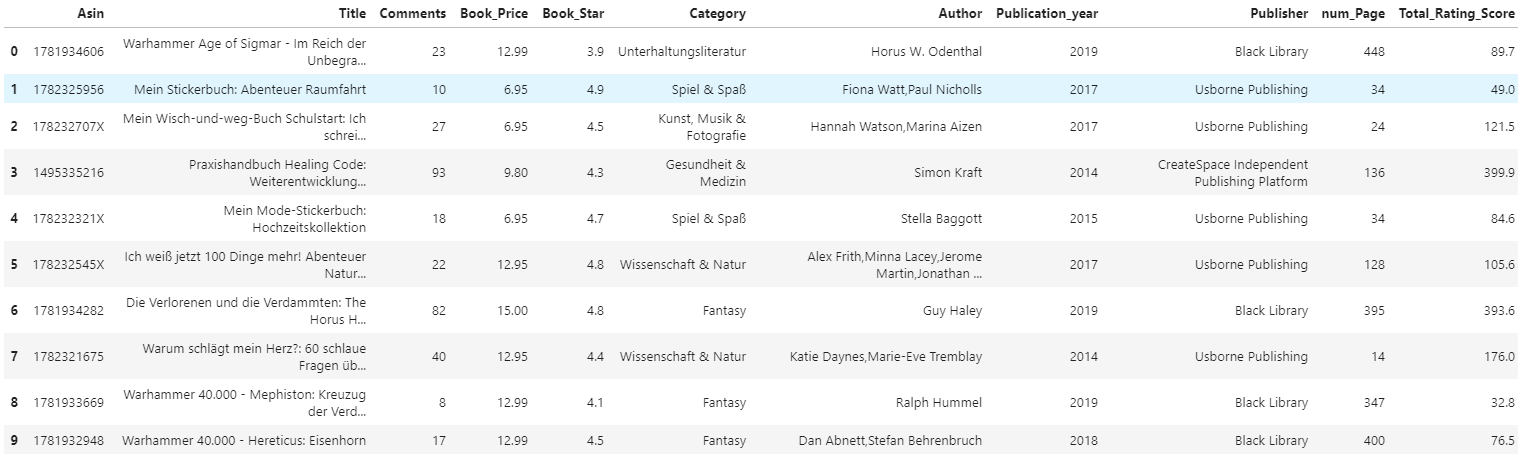 Asin Title Comments Book_Price Book_Star Category Author Publication_year Publisher num_Page Total_Rating_Score
0 1781934606 Warhammer Age of Sigmar - Im Reich der Unbegra... 23 12.99 3.9 Unterhaltungsliteratur Horus W. Odenthal 2019 Black Library 448 89.7
1 1782325956 Mein Stickerbuch: Abenteuer Raumfahrt 10 6.95 4.9 Spiel & Spaß Fiona Watt,Paul Nicholls 2017 Usborne Publishing 34 49.0
2 178232707X Mein Wisch-und-weg-Buch Schulstart: Ich schrei... 27 6.95 4.5 Kunst, Musik & Fotografie Hannah Watson,Marina Aizen 2017 Usborne Publishing 24 121.5
3 1495335216 Praxishandbuch Healing Code: Weiterentwicklung... 93 9.80 4.3 Gesundheit & Medizin Simon Kraft 2014 CreateSpace Independent Publishing Platform 136 399.9
4 178232321X Mein Mode-Stickerbuch: Hochzeitskollektion 18 6.95 4.7 Spiel & Spaß Stella Baggott 2015 Usborne Publishing 34 84.6
5 178232545X Ich weiß jetzt 100 Dinge mehr! Abenteuer Natur... 22 12.95 4.8 Wissenschaft & Natur Alex Frith,Minna Lacey,Jerome Martin,Jonathan ... 2017 Usborne Publishing 128 105.6
6 1781934282 Die Verlorenen und die Verdammten: The Horus H... 82 15.00 4.8 Fantasy Guy Haley 2019 Black Library 395 393.6
7 1782321675 Warum schlägt mein Herz?: 60 schlaue Fragen üb... 40 12.95 4.4 Wissenschaft & Natur Katie Daynes,Marie-Eve Tremblay 2014 Usborne Publishing 14 176.0
8 1781933669 Warhammer 40.000 - Mephiston: Kreuzug der Verd... 8 12.99 4.1 Fantasy Ralph Hummel 2019 Black Library 347 32.8
9 1781932948 Warhammer 40.000 - Hereticus: Eisenhorn 17 12.99 4.5 Fantasy Dan Abnett,Stefan Behrenbruch 2018 Black Library 400 76.5